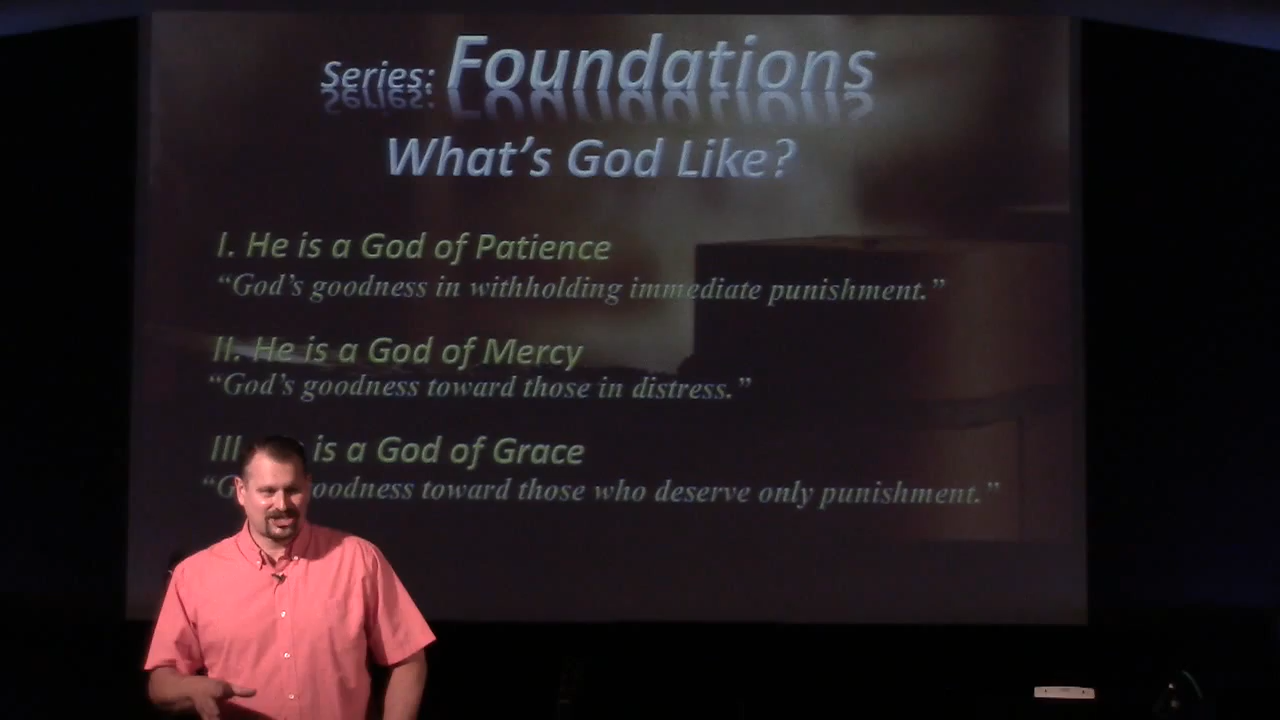 Series: Foundations
What's God Like?
I. He is a God of Patience
“God's goodness in withholding immediate punishment.”
II. He is a God of Mercy
“God's goodness toward those in distress.”
III is a God of Grace
“G oodness toward those who deserve only punishment.”